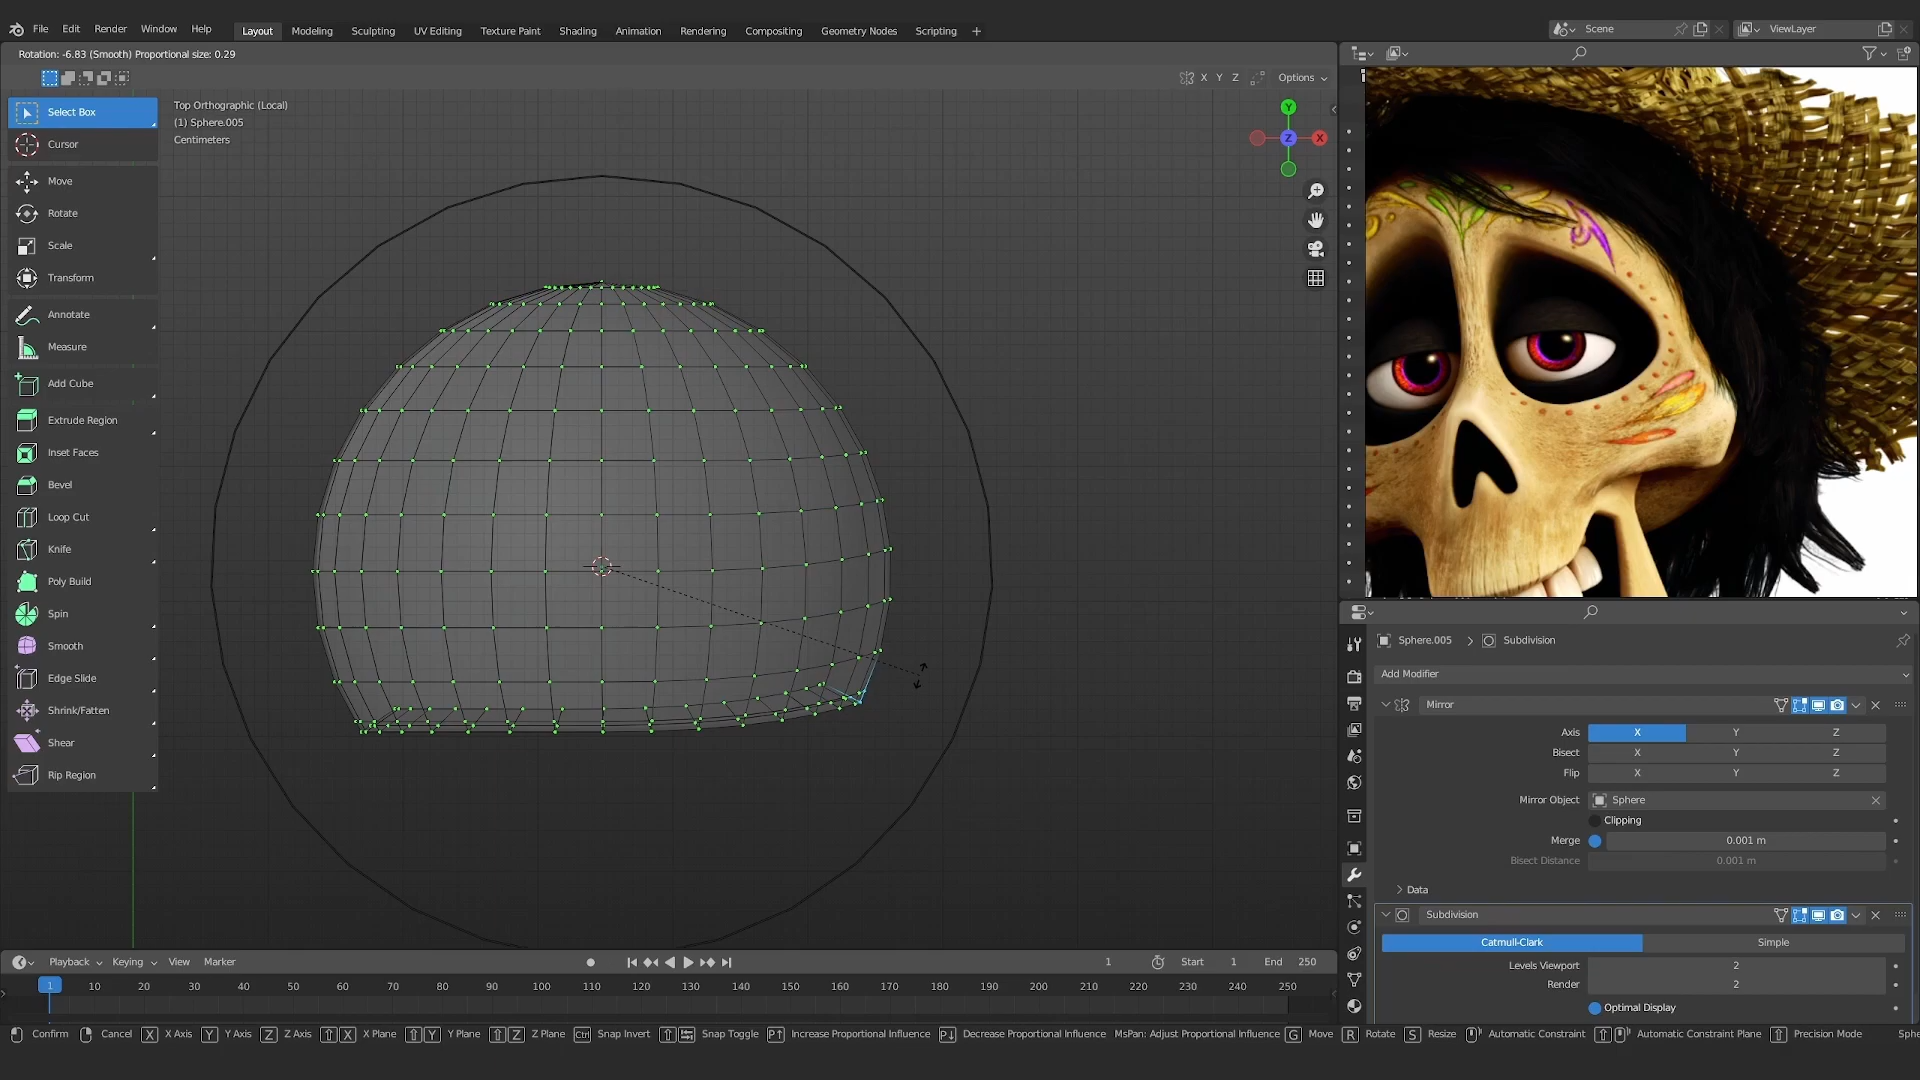 File Edit Render Window Help Layout Modeling Sculpting UV Editing Texture Paint Shading Animation Rendering Compositing Geometry Nodes Scripting + Scene ViewLayer
Rotation: -6.83 (Smooth) Proportional size: 0.29
X Y Z Options
Top Orthographic (Local)
(1) Sphere.005
Centimeters
Y
Z
X
Select Box
Cursor
Move
Rotate
Scale
Transform
Annotate
Measure
Add Cube
Extrude Region
Inset Faces
Bevel
Loop Cut
Knife
Poly Build
Spin
Smooth
Edge Slide
Shrink/Fatten
Shear
Rip Region
Sphere.005 > Subdivision
Add Modifier
Mirror
Axis X Y Z
Bisect X Y Z
Flip X Y Z
Mirror Object Sphere
Clipping
Merge 0.001 m
Bisect Distance 0.001 m
Data
Subdivision
Catmull-Clark Simple
Levels Viewport 2
Render 2
Optimal Display
Playback Keying View Marker 1 Start 1 End 250
1 10 20 30 40 50 60 70 80 90 100 110 120 130 140 150 160 170 180 190 200 210 220 230 240 250
Confirm Cancel X X Axis Y Y Axis Z Z Axis X X Plane Y Y Plane Z Z Plane Ctrl Snap Invert Snap Toggle P↑ Increase Proportional Influence P↓ Decrease Proportional Influence MsPan: Adjust Proportional Influence G Move R Rotate S Resize Automatic Constraint Automatic Constraint Plane Precision Mode Sphe